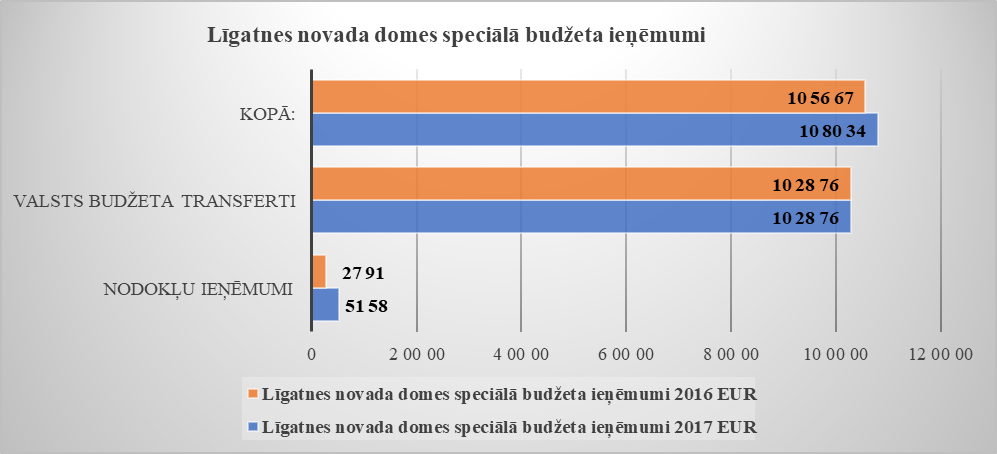 Līgatnes novada domes speciālā budžeta ieņēmumi
KOPĀ:
10 56 67
10 80 34
VALSTS BUDŽETA TRANSFERTI
10 28 76
10 28 76
NODOKĻU IEŅĒMUMI
27 91
51 58
0 2 00 00 4 00 00 6 00 00 8 00 00 10 00 00 12 00 00
Līgatnes novada domes speciālā budžeta ieņēmumi 2016 EUR
Līgatnes novada domes speciālā budžeta ieņēmumi 2017 EUR